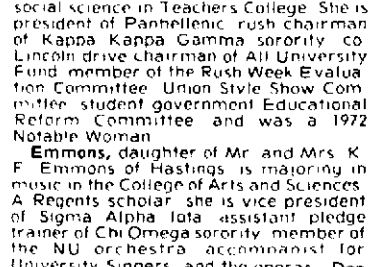 social science in Teachers College She is
president of Panhellenic rush chairman
of Kappa Kappa Gamma sorority co
Lincoln drive chairman of All University
Fund member of the Rush Week Evalua
tion Committee Union Style Show Com
mittee student government Educational
Reform Committee and was a 1972
Notable Woman
Emmons, daughter of Mr and Mrs K
F Emmons of Hastings is majoring in
music in the College of Arts and Sciences
A Regents scholar she is vice president
of Sigma Alpha Iota assistant pledge
trainer of Chi Omega sorority member of
the NU orchestra accompanist for
University Singers and the operas